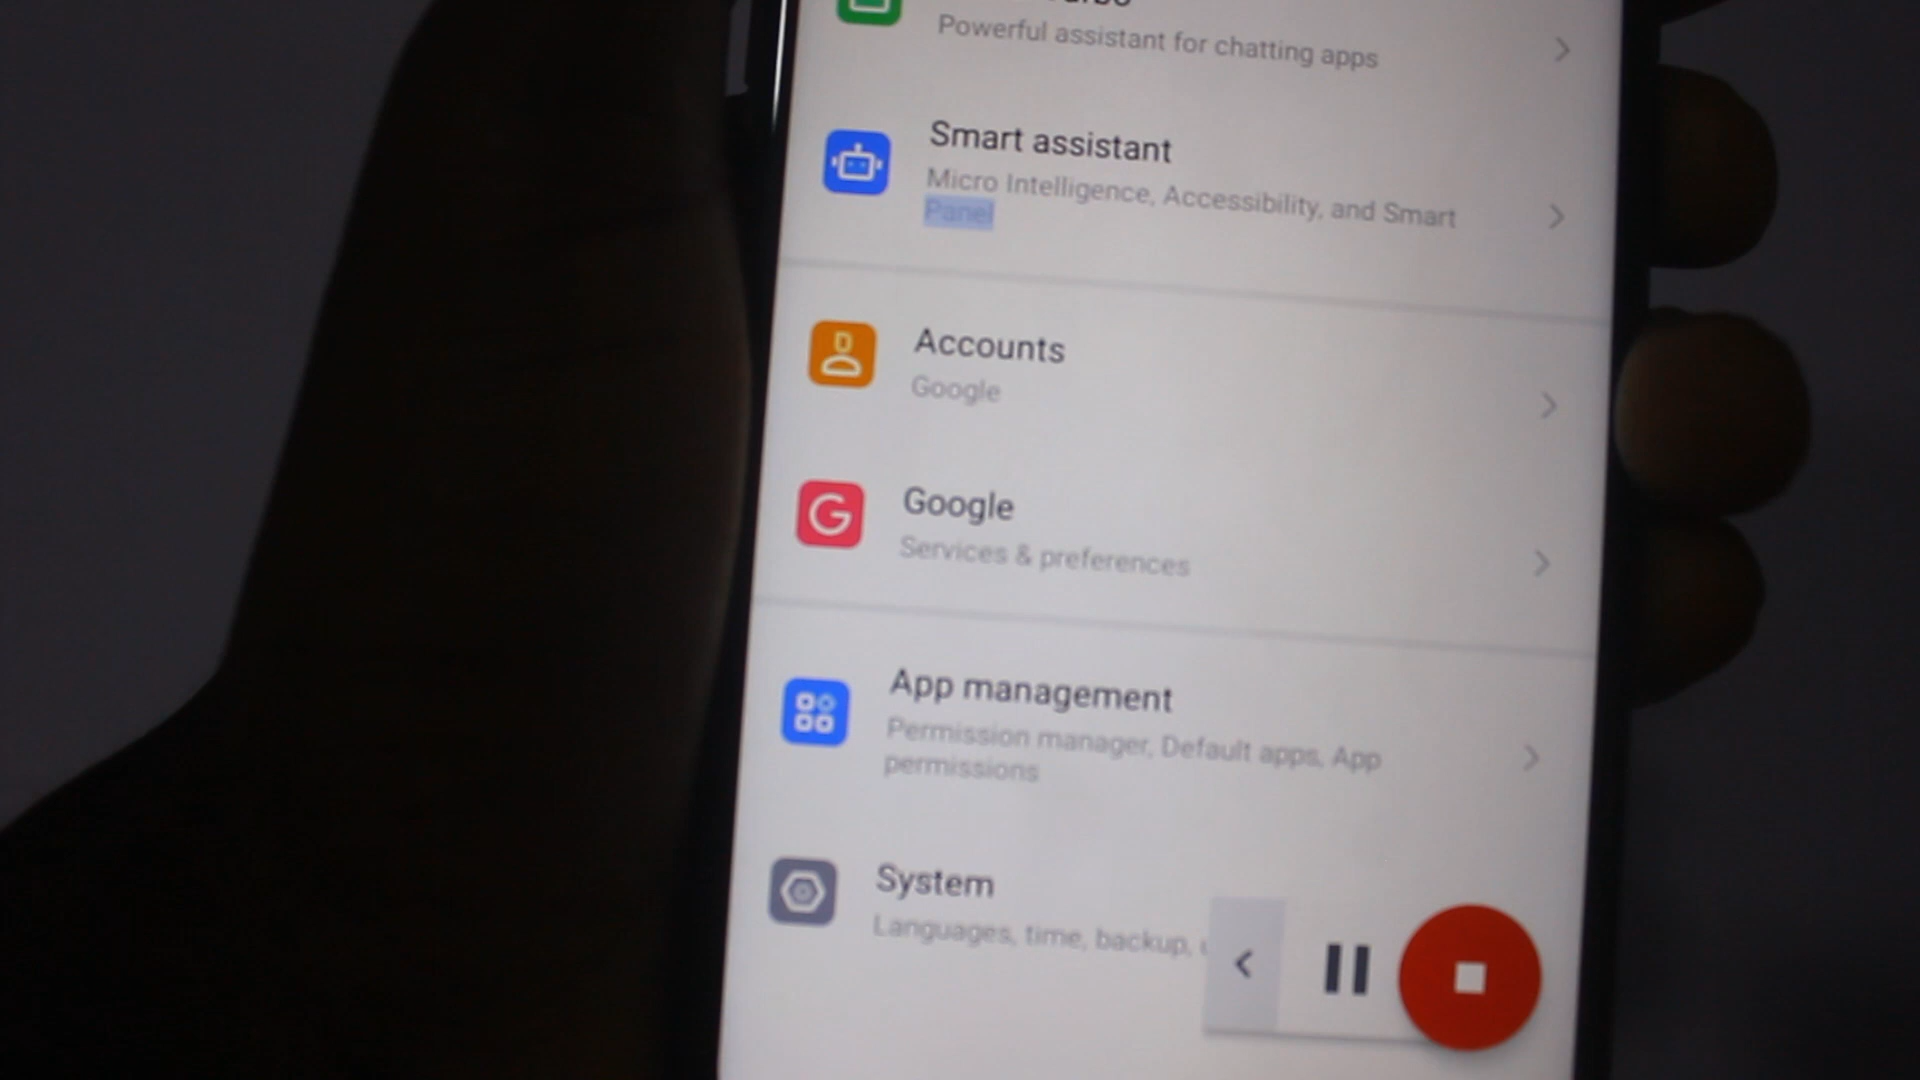 Powerful assistant for chatting apps
Smart assistant
Micro Intelligence, Accessibility, and Smart
Panel
Accounts
Google
Google
Services & preferences
App management
Permission manager, Default apps, App
permissions
System
Languages, time, backup,